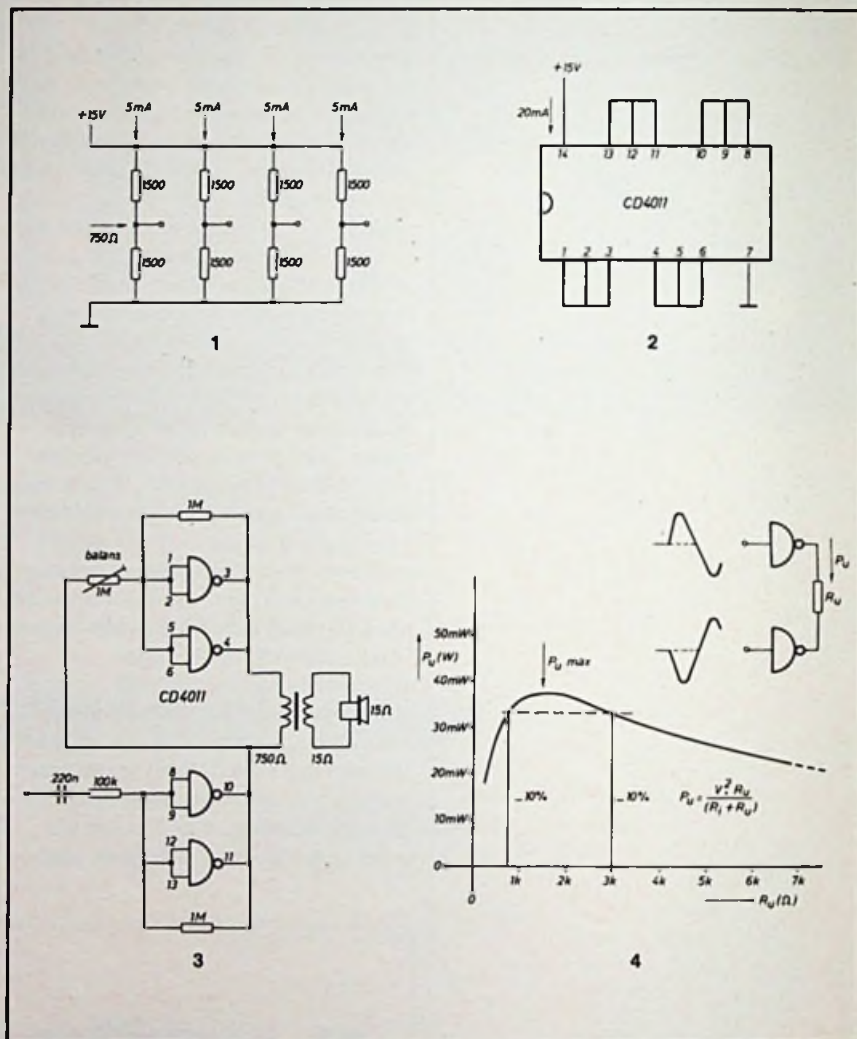 5mA 5mA 5mA 5mA
+15V
1500 1500 1500 1500
750Ω
1500 1500 1500 1500
1
+15V
20mA
14 13 12 11 10 9 8
CD4011
1 2 3 4 5 6 7
2
1M
balans
1M
1
2
3
5
6
4
CD4011
750Ω
15Ω
15Ω
220n
100k
8
9
10
12
13
11
1M
3
Pu
Ru
50mW
Pu(W)
Pu max
40mW
30mW
20mW
10mW
0
-10%
-10%
Pu = V²·Ru / (Ri + Ru)
0 1k 2k 3k 4k 5k 6k 7k
Ru(Ω)
4